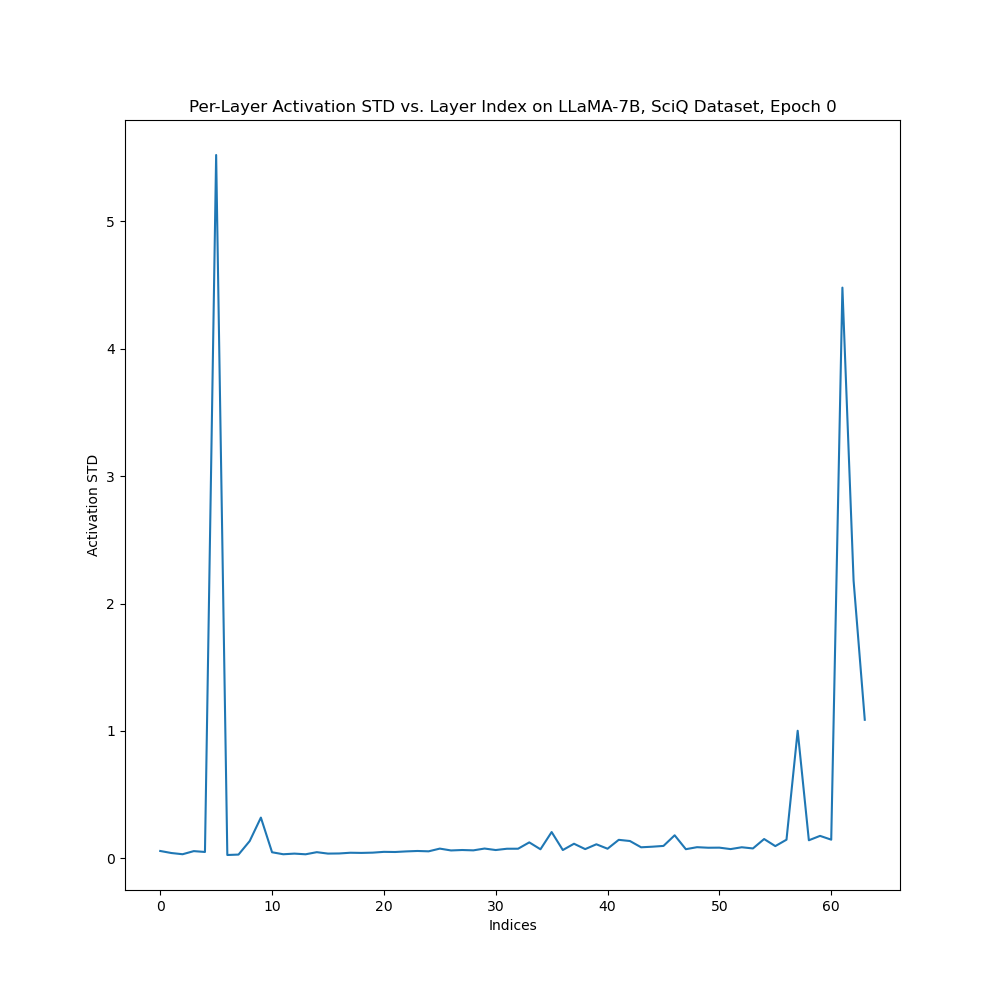 Per-Layer Activation STD vs. Layer Index on LLaMA-7B, SciQ Dataset, Epoch 0
Activation STD
5
4
3
2
1
0
0 10 20 30 40 50 60
Indices